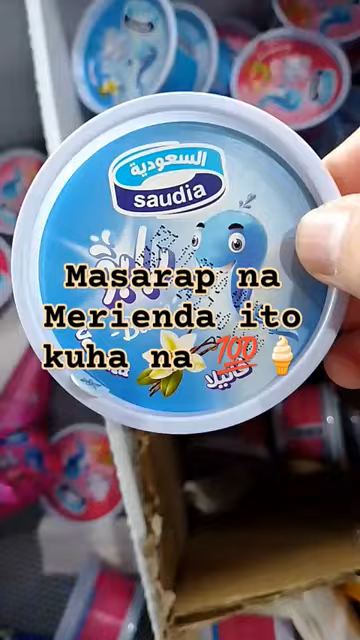 السعودية
saudia
Masarap na
Merienda ito
kuha na 💯🍦
فانيلا